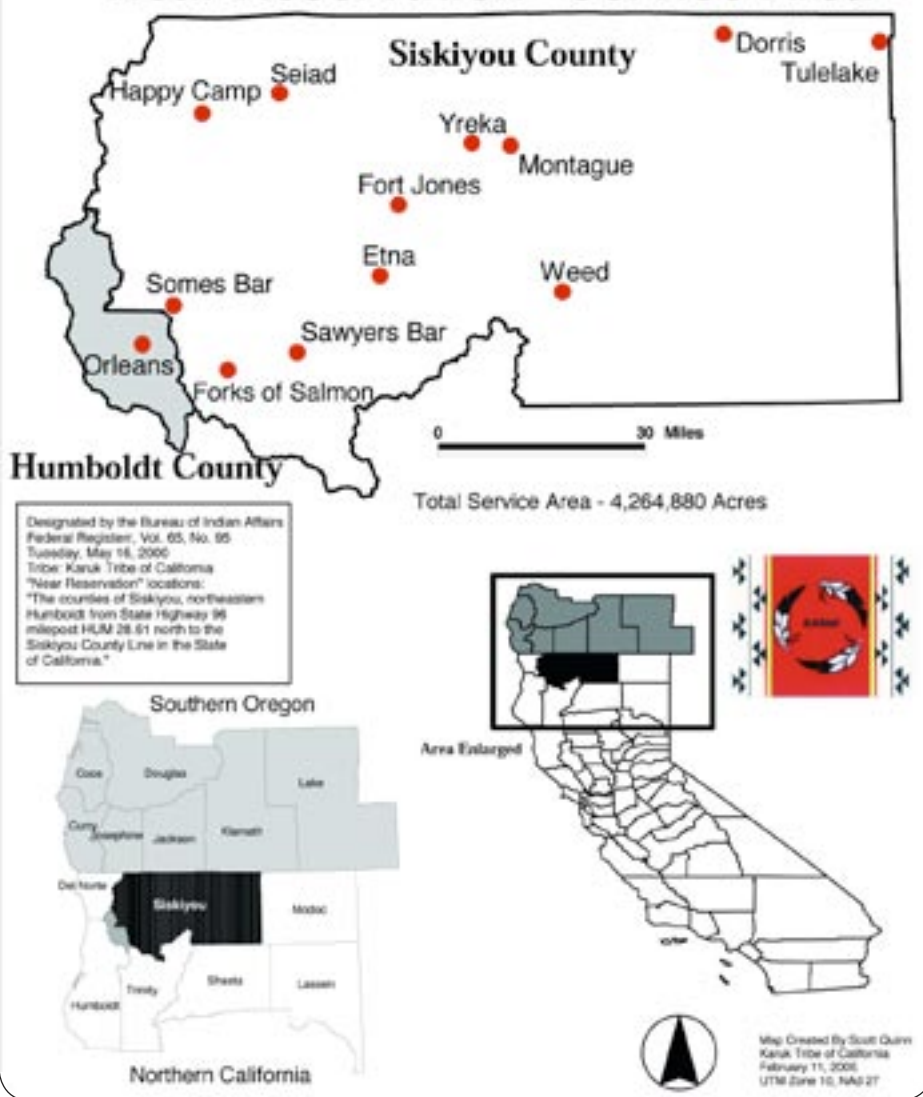 Siskiyou County
Dorris
Tulelake
Seiad
Happy Camp
Yreka
Montague
Fort Jones
Etna
Weed
Somes Bar
Sawyers Bar
Orleans
Forks of Salmon
0 30 Miles
Humboldt County
Total Service Area - 4,264,880 Acres
Designated by the Bureau of Indian Affairs
Federal Register, Vol. 65, No. 95
Tuesday, May 16, 2000
Tribe: Karuk Tribe of California
"Near Reservation" locations:
"The counties of Siskiyou, northeastern
Humboldt from State Highway 96
milepost HUM 28.61 north to the
Siskiyou County Line in the State
of California."
KARUK
Southern Oregon
Coos
Douglas
Lake
Curry
Josephine
Jackson
Klamath
Del Norte
Siskiyou
Modoc
Humboldt
Trinity
Shasta
Lassen
Northern California
Area Enlarged
Map Created By Scott Quinn
Karuk Tribe of California
February 11, 2005
UTM Zone 10, NAd 27